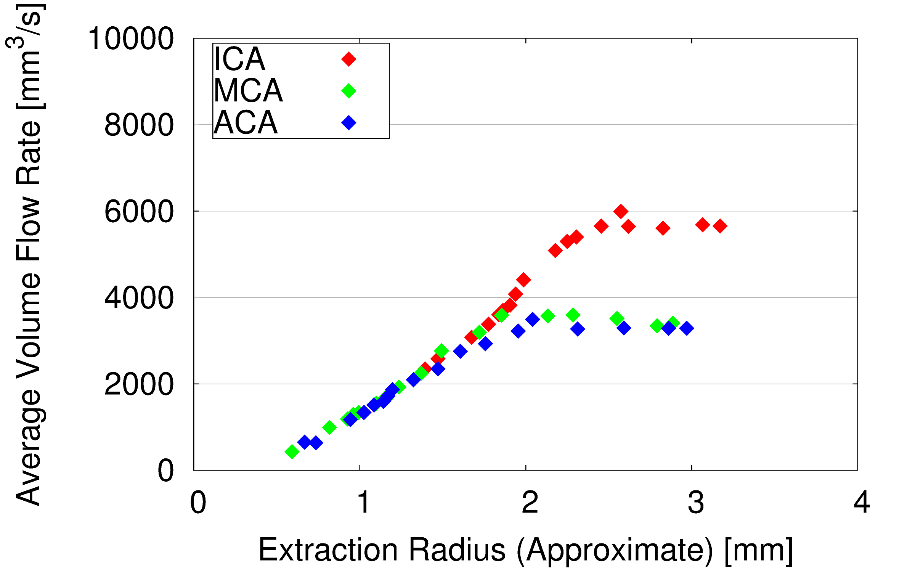 Average Volume Flow Rate [mm³/s]
10000
8000
6000
4000
2000
0
ICA
MCA
ACA
0 1 2 3 4
Extraction Radius (Approximate) [mm]